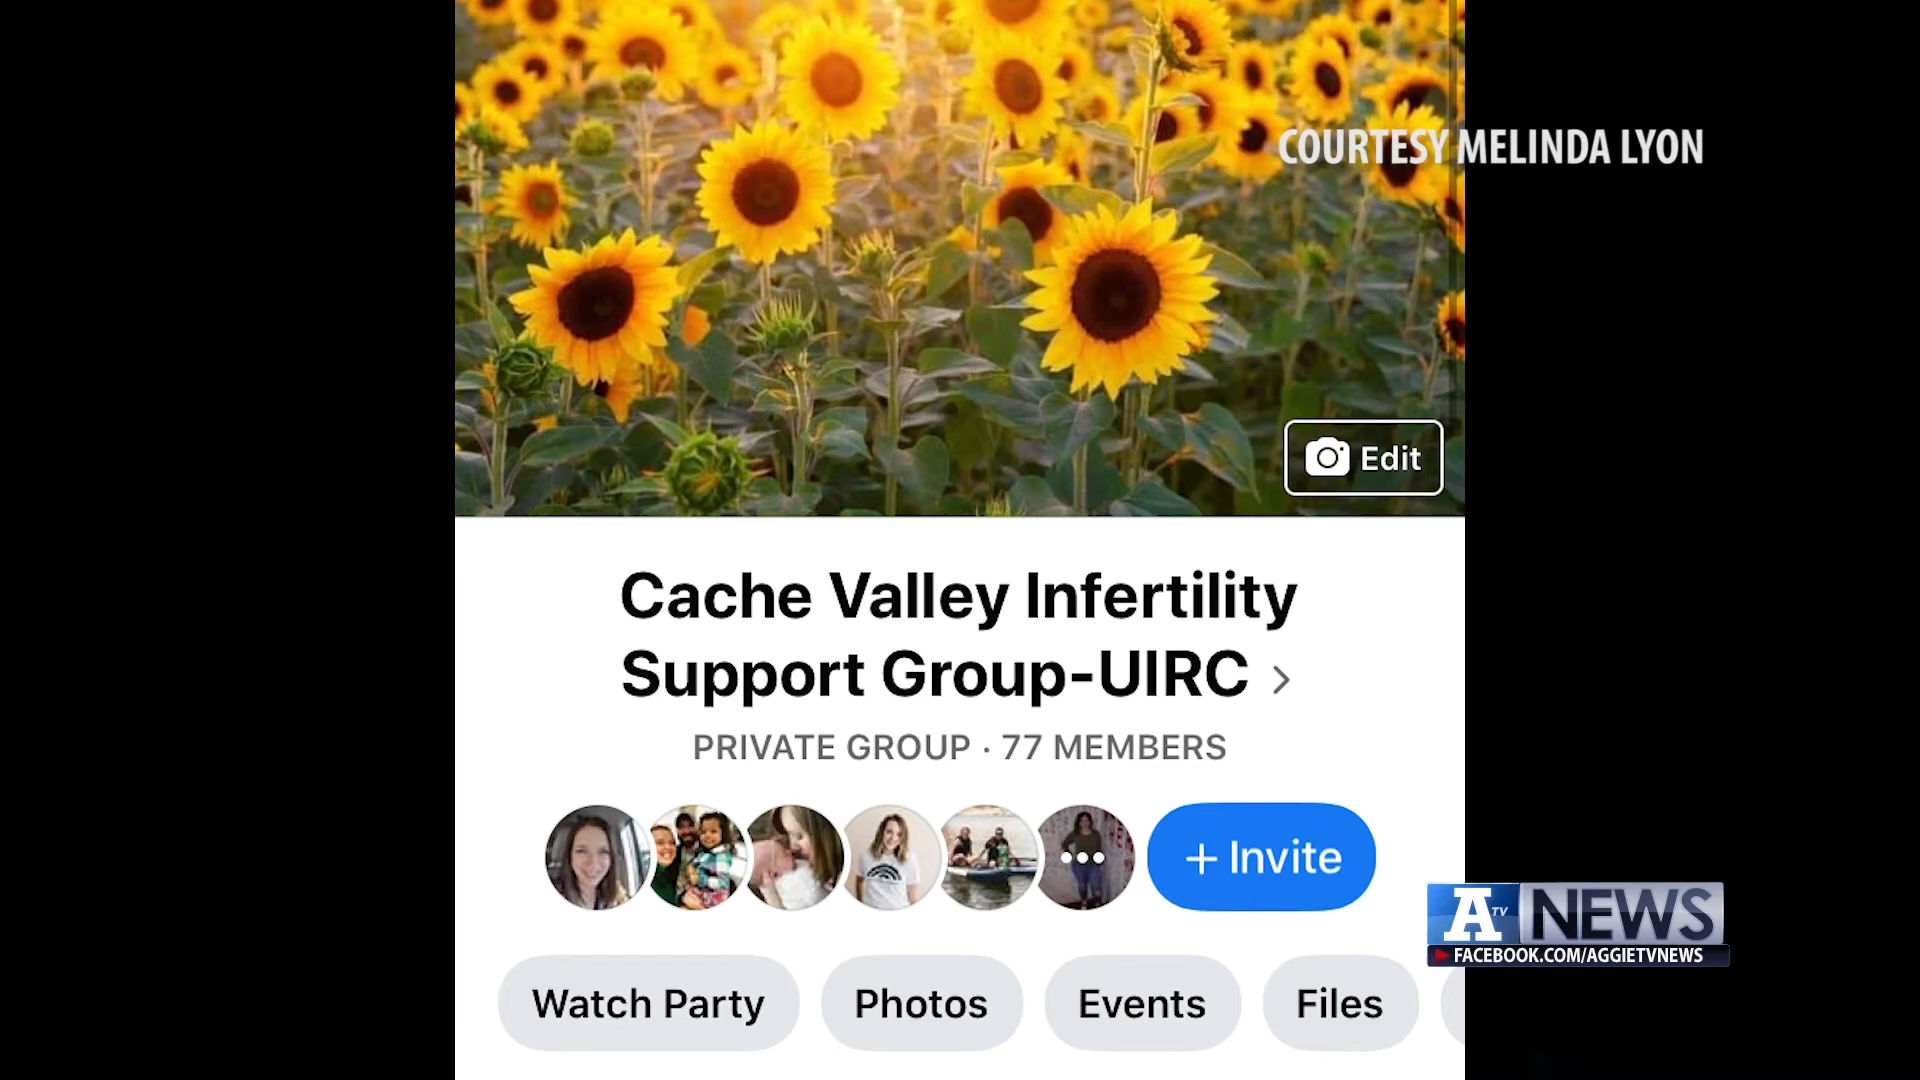 COURTESY MELINDA LYON
Edit
Cache Valley Infertility
Support Group-UIRC >
PRIVATE GROUP · 77 MEMBERS
+ Invite
A TV NEWS
FACEBOOK.COM/AGGIETVNEWS
Watch Party
Photos
Events
Files